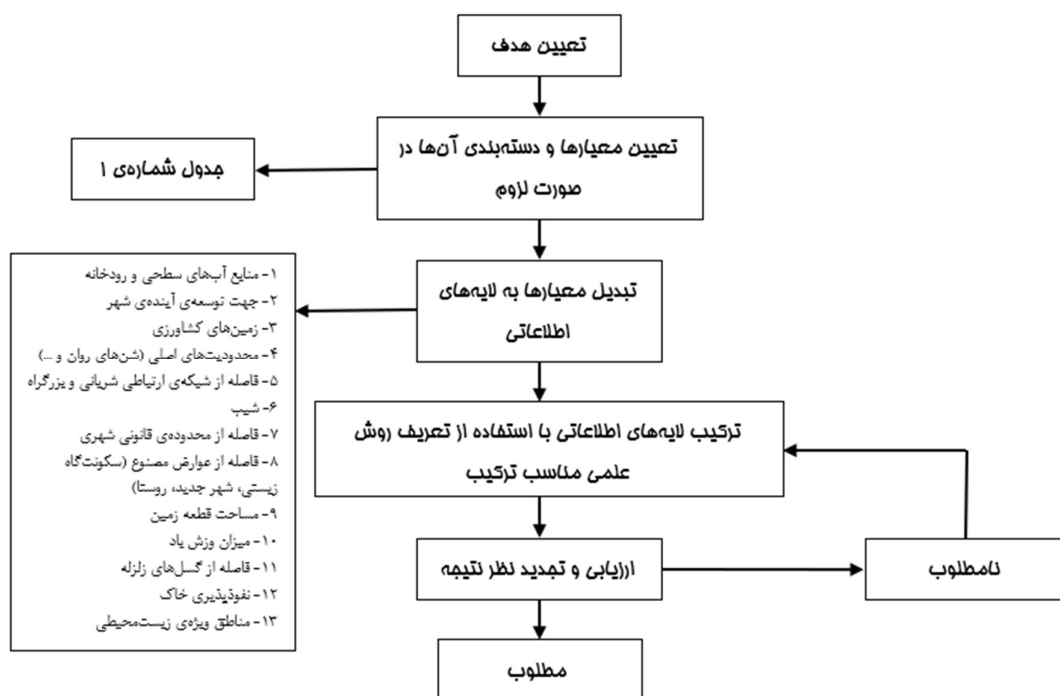 تعیین هدف
تعیین معیارها و دسته‌بندی آن‌ها در
صورت لزوم
جدول شماره‌ی ۱
تبدیل معیارها به لایه‌های
اطلاعاتی
۱- منابع آب‌های سطحی و رودخانه
۲- جهت توسعه‌ی آینده‌ی شهر
۳- زمین‌های کشاورزی
۴- محدودیت‌های اصلی (شن‌های روان و ...)
۵- فاصله از شبکه‌ی ارتباطی شریانی و بزرگراه
۶- شیب
۷- فاصله از محدوده‌ی قانونی شهری
۸- فاصله از عوارض مصنوع (سکونت‌گاه
زیستی، شهر جدید، روستا)
۹- مساحت قطعه زمین
۱۰- میزان وزش باد
۱۱- فاصله از گسل‌های زلزله
۱۲- نفوذپذیری خاک
۱۳- مناطق ویژه‌ی زیست‌محیطی
ترکیب لایه‌های اطلاعاتی با استفاده از تعریف روش
علمی مناسب ترکیب
ارزیابی و تجدید نظر نتیجه
نامطلوب
مطلوب